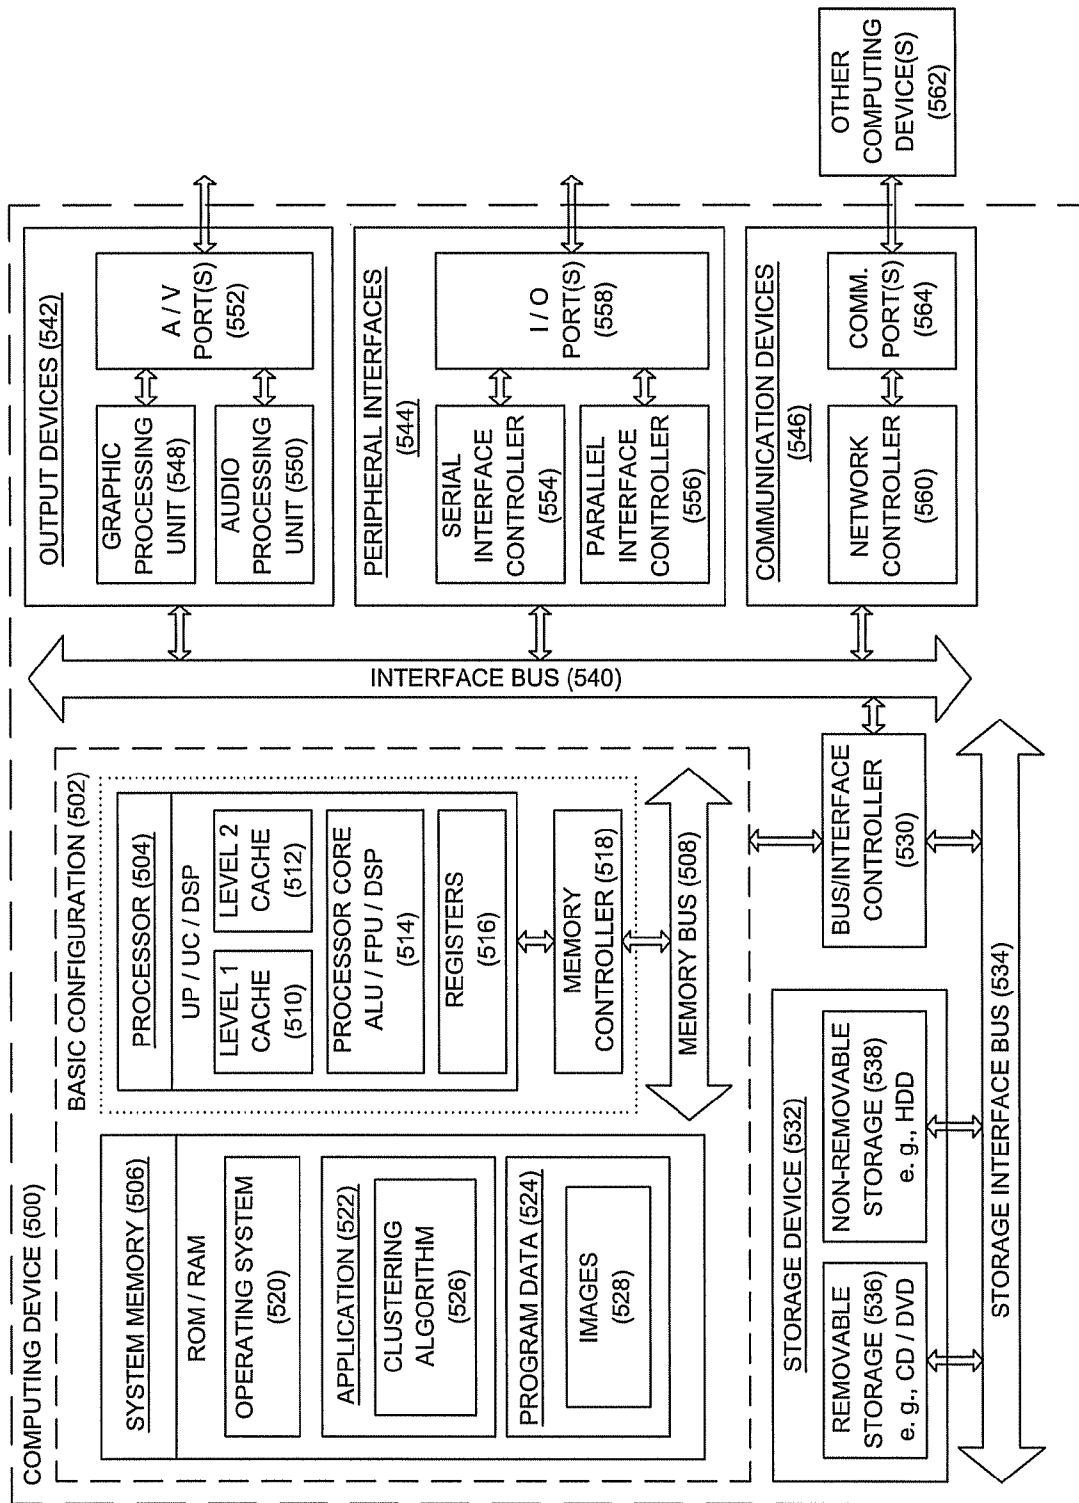 COMPUTING DEVICE (500)
BASIC CONFIGURATION (502)
SYSTEM MEMORY (506)
ROM / RAM
OPERATING SYSTEM
(520)
APPLICATION (522)
CLUSTERING
ALGORITHM
(526)
PROGRAM DATA (524)
IMAGES
(528)
PROCESSOR (504)
UP / UC / DSP
LEVEL 1
CACHE
(510)
LEVEL 2
CACHE
(512)
PROCESSOR CORE
ALU / FPU / DSP
(514)
REGISTERS
(516)
MEMORY
CONTROLLER (518)
MEMORY BUS (508)
STORAGE DEVICE (532)
REMOVABLE
STORAGE (536)
e. g., CD / DVD
NON-REMOVABLE
STORAGE (538)
e. g., HDD
BUS/INTERFACE
CONTROLLER
(530)
STORAGE INTERFACE BUS (534)
INTERFACE BUS (540)
OUTPUT DEVICES (542)
GRAPHIC
PROCESSING
UNIT (548)
AUDIO
PROCESSING
UNIT (550)
A / V
PORT(S)
(552)
PERIPHERAL INTERFACES
(544)
SERIAL
INTERFACE
CONTROLLER
(554)
PARALLEL
INTERFACE
CONTROLLER
(556)
I / O
PORT(S)
(558)
COMMUNICATION DEVICES
(546)
NETWORK
CONTROLLER
(560)
COMM.
PORT(S)
(564)
OTHER
COMPUTING
DEVICE(S)
(562)